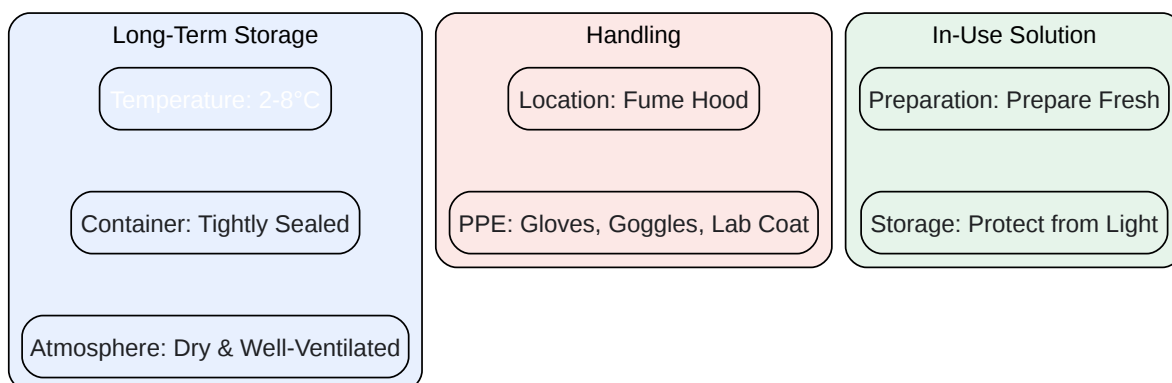 Long-Term Storage
Temperature: 2-8°C
Container: Tightly Sealed
Atmosphere: Dry & Well-Ventilated
Handling
Location: Fume Hood
PPE: Gloves, Goggles, Lab Coat
In-Use Solution
Preparation: Prepare Fresh
Storage: Protect from Light